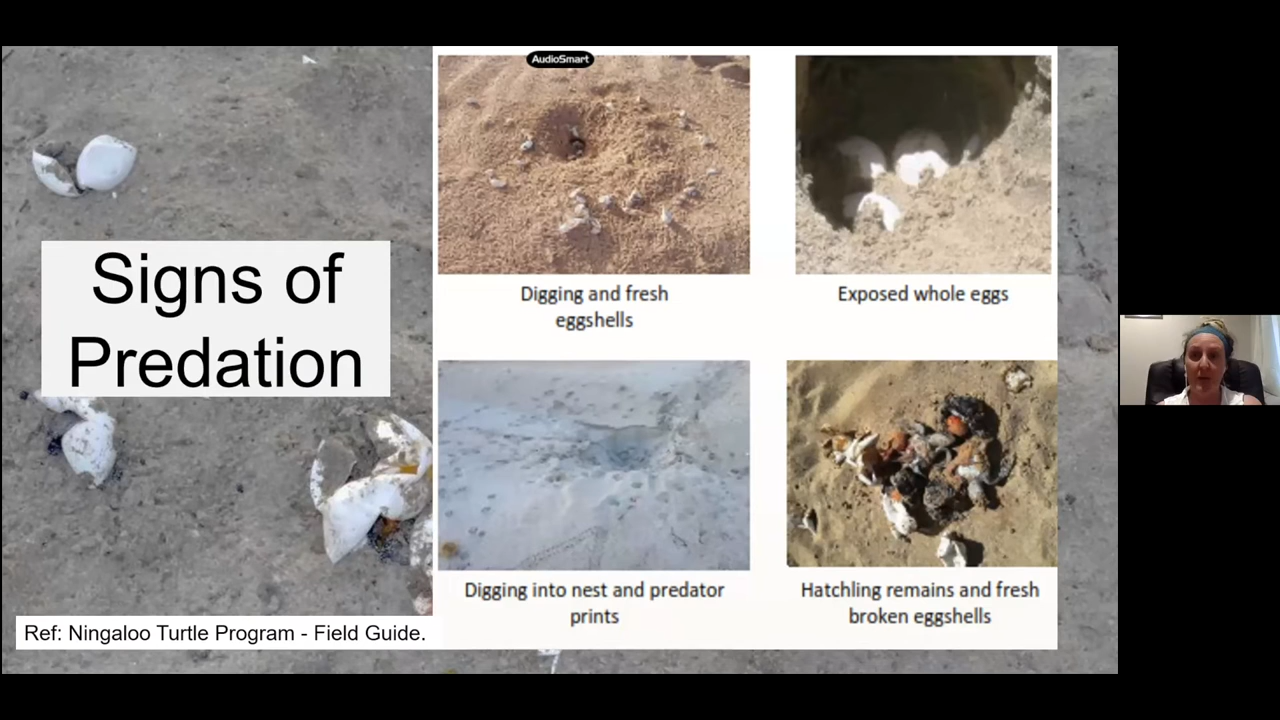 AudioSmart
Signs of
Predation
Digging and fresh
eggshells
Exposed whole eggs
Digging into nest and predator
prints
Hatchling remains and fresh
broken eggshells
Ref: Ningaloo Turtle Program - Field Guide.